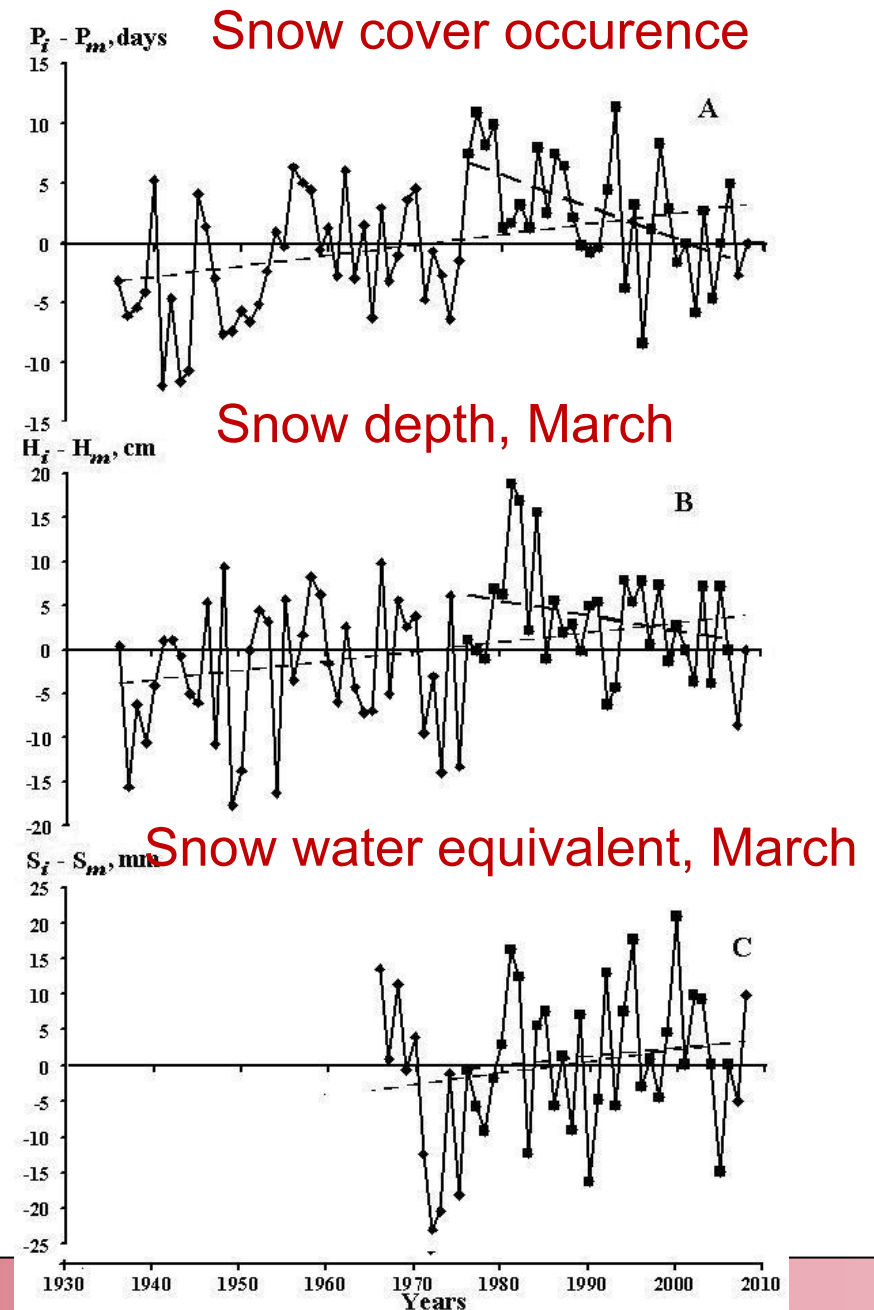 Snow cover occurence
Pi - Pm, days
15
10
5
0
-5
-10
-15
A
Snow depth, March
Hi - Hm, cm
20
15
10
5
0
-5
-10
-15
-20
B
Snow water equivalent, March
Si - Sm, mm
25
20
15
10
5
0
-5
-10
-15
-20
-25
C
1930 1940 1950 1960 1970 1980 1990 2000 2010
Years